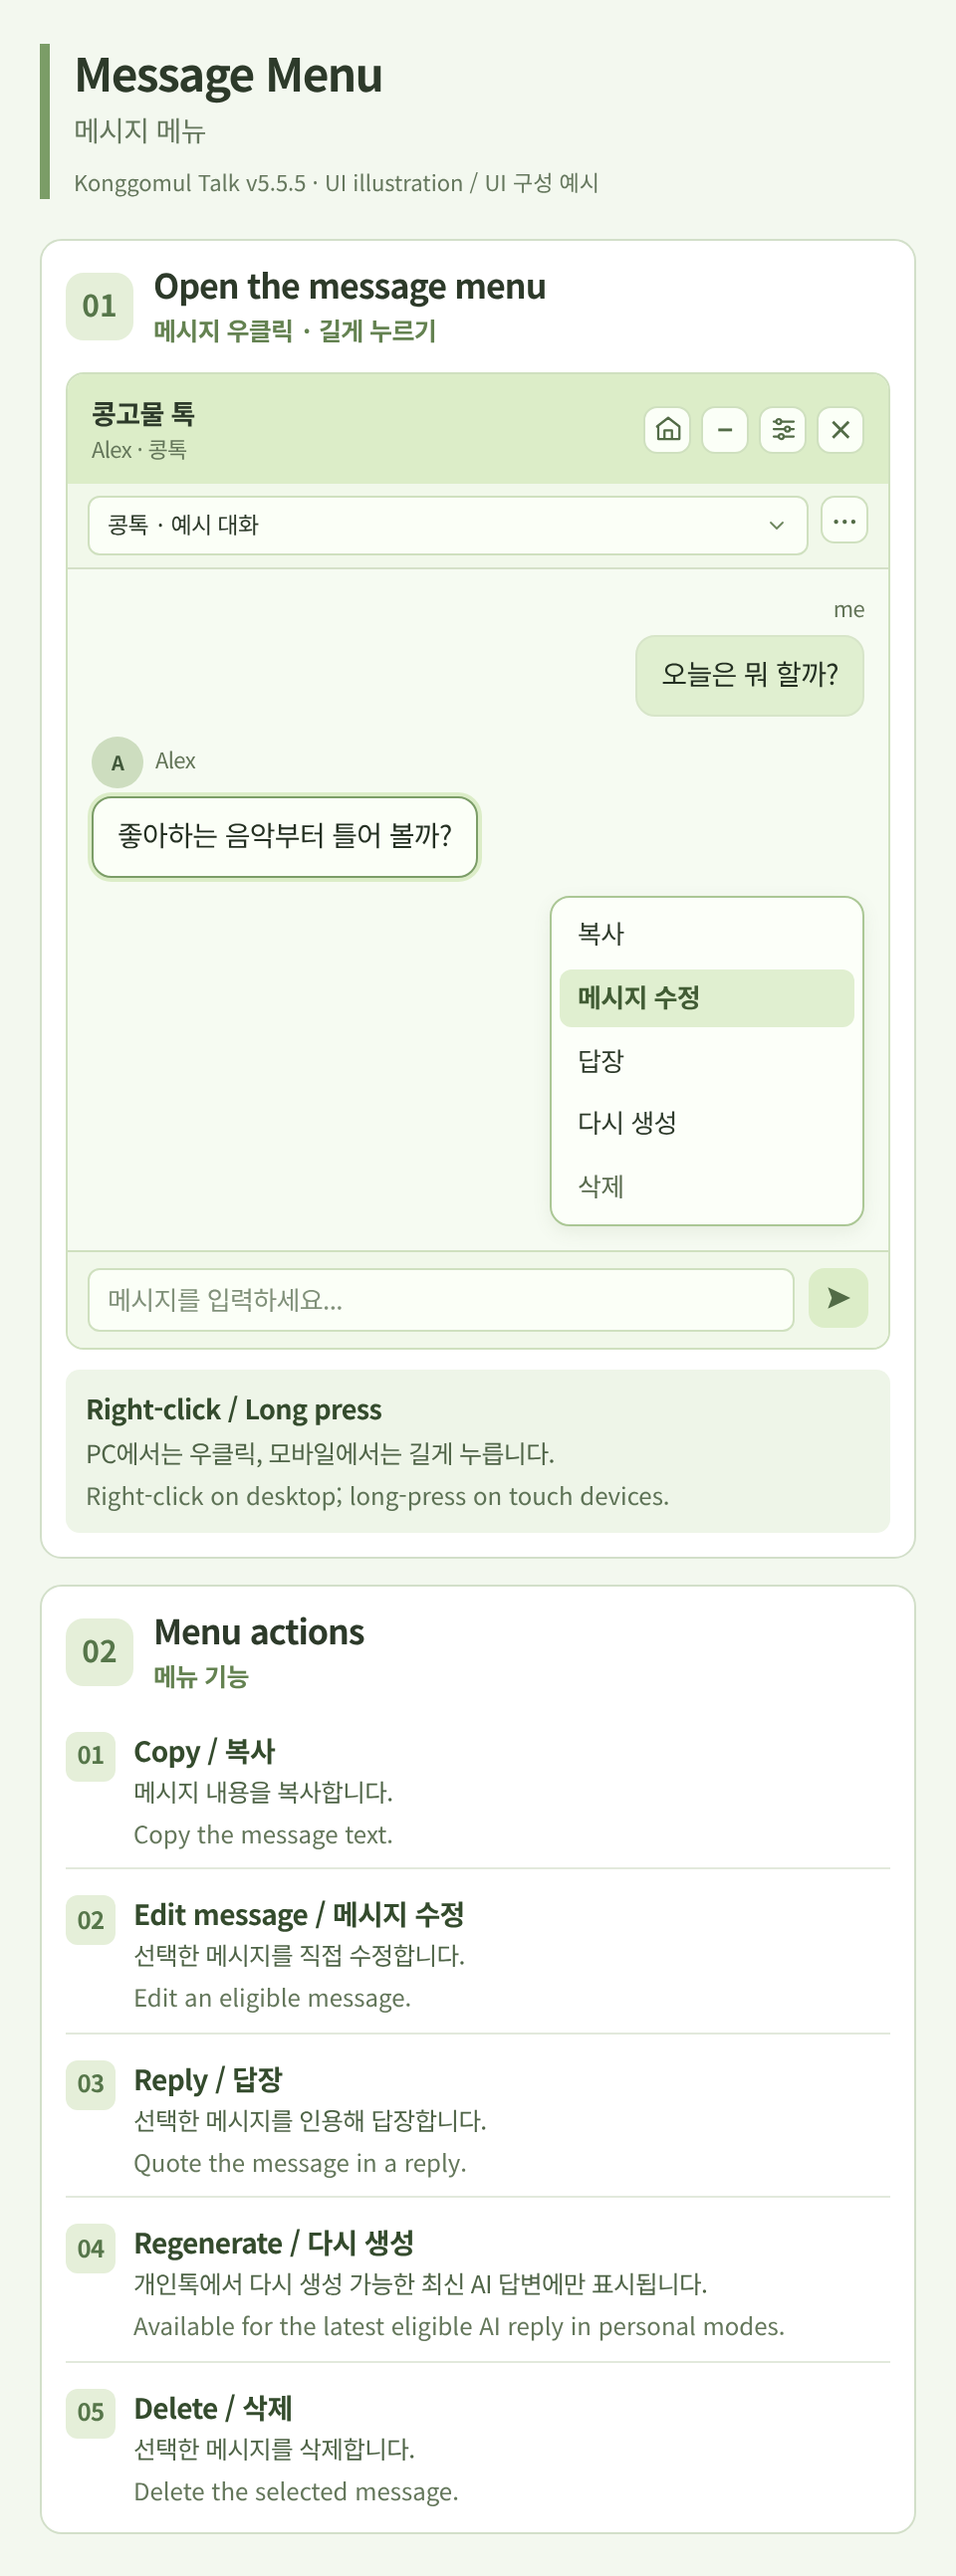 Message Menu
메시지 메뉴
Konggomul Talk v5.5.5 · UI illustration / UI 구성 예시
01
Open the message menu
메시지 우클릭 · 길게 누르기
콩고물 톡
Alex · 콩톡
콩톡 · 예시 대화
me
오늘은 뭐 할까?
A
Alex
좋아하는 음악부터 틀어 볼까?
복사
메시지 수정
답장
다시 생성
삭제
메시지를 입력하세요...
Right-click / Long press
PC에서는 우클릭, 모바일에서는 길게 누릅니다.
Right-click on desktop; long-press on touch devices.
02
Menu actions
메뉴 기능
01
Copy / 복사
메시지 내용을 복사합니다.
Copy the message text.
02
Edit message / 메시지 수정
선택한 메시지를 직접 수정합니다.
Edit an eligible message.
03
Reply / 답장
선택한 메시지를 인용해 답장합니다.
Quote the message in a reply.
04
Regenerate / 다시 생성
개인톡에서 다시 생성 가능한 최신 AI 답변에만 표시됩니다.
Available for the latest eligible AI reply in personal modes.
05
Delete / 삭제
선택한 메시지를 삭제합니다.
Delete the selected message.